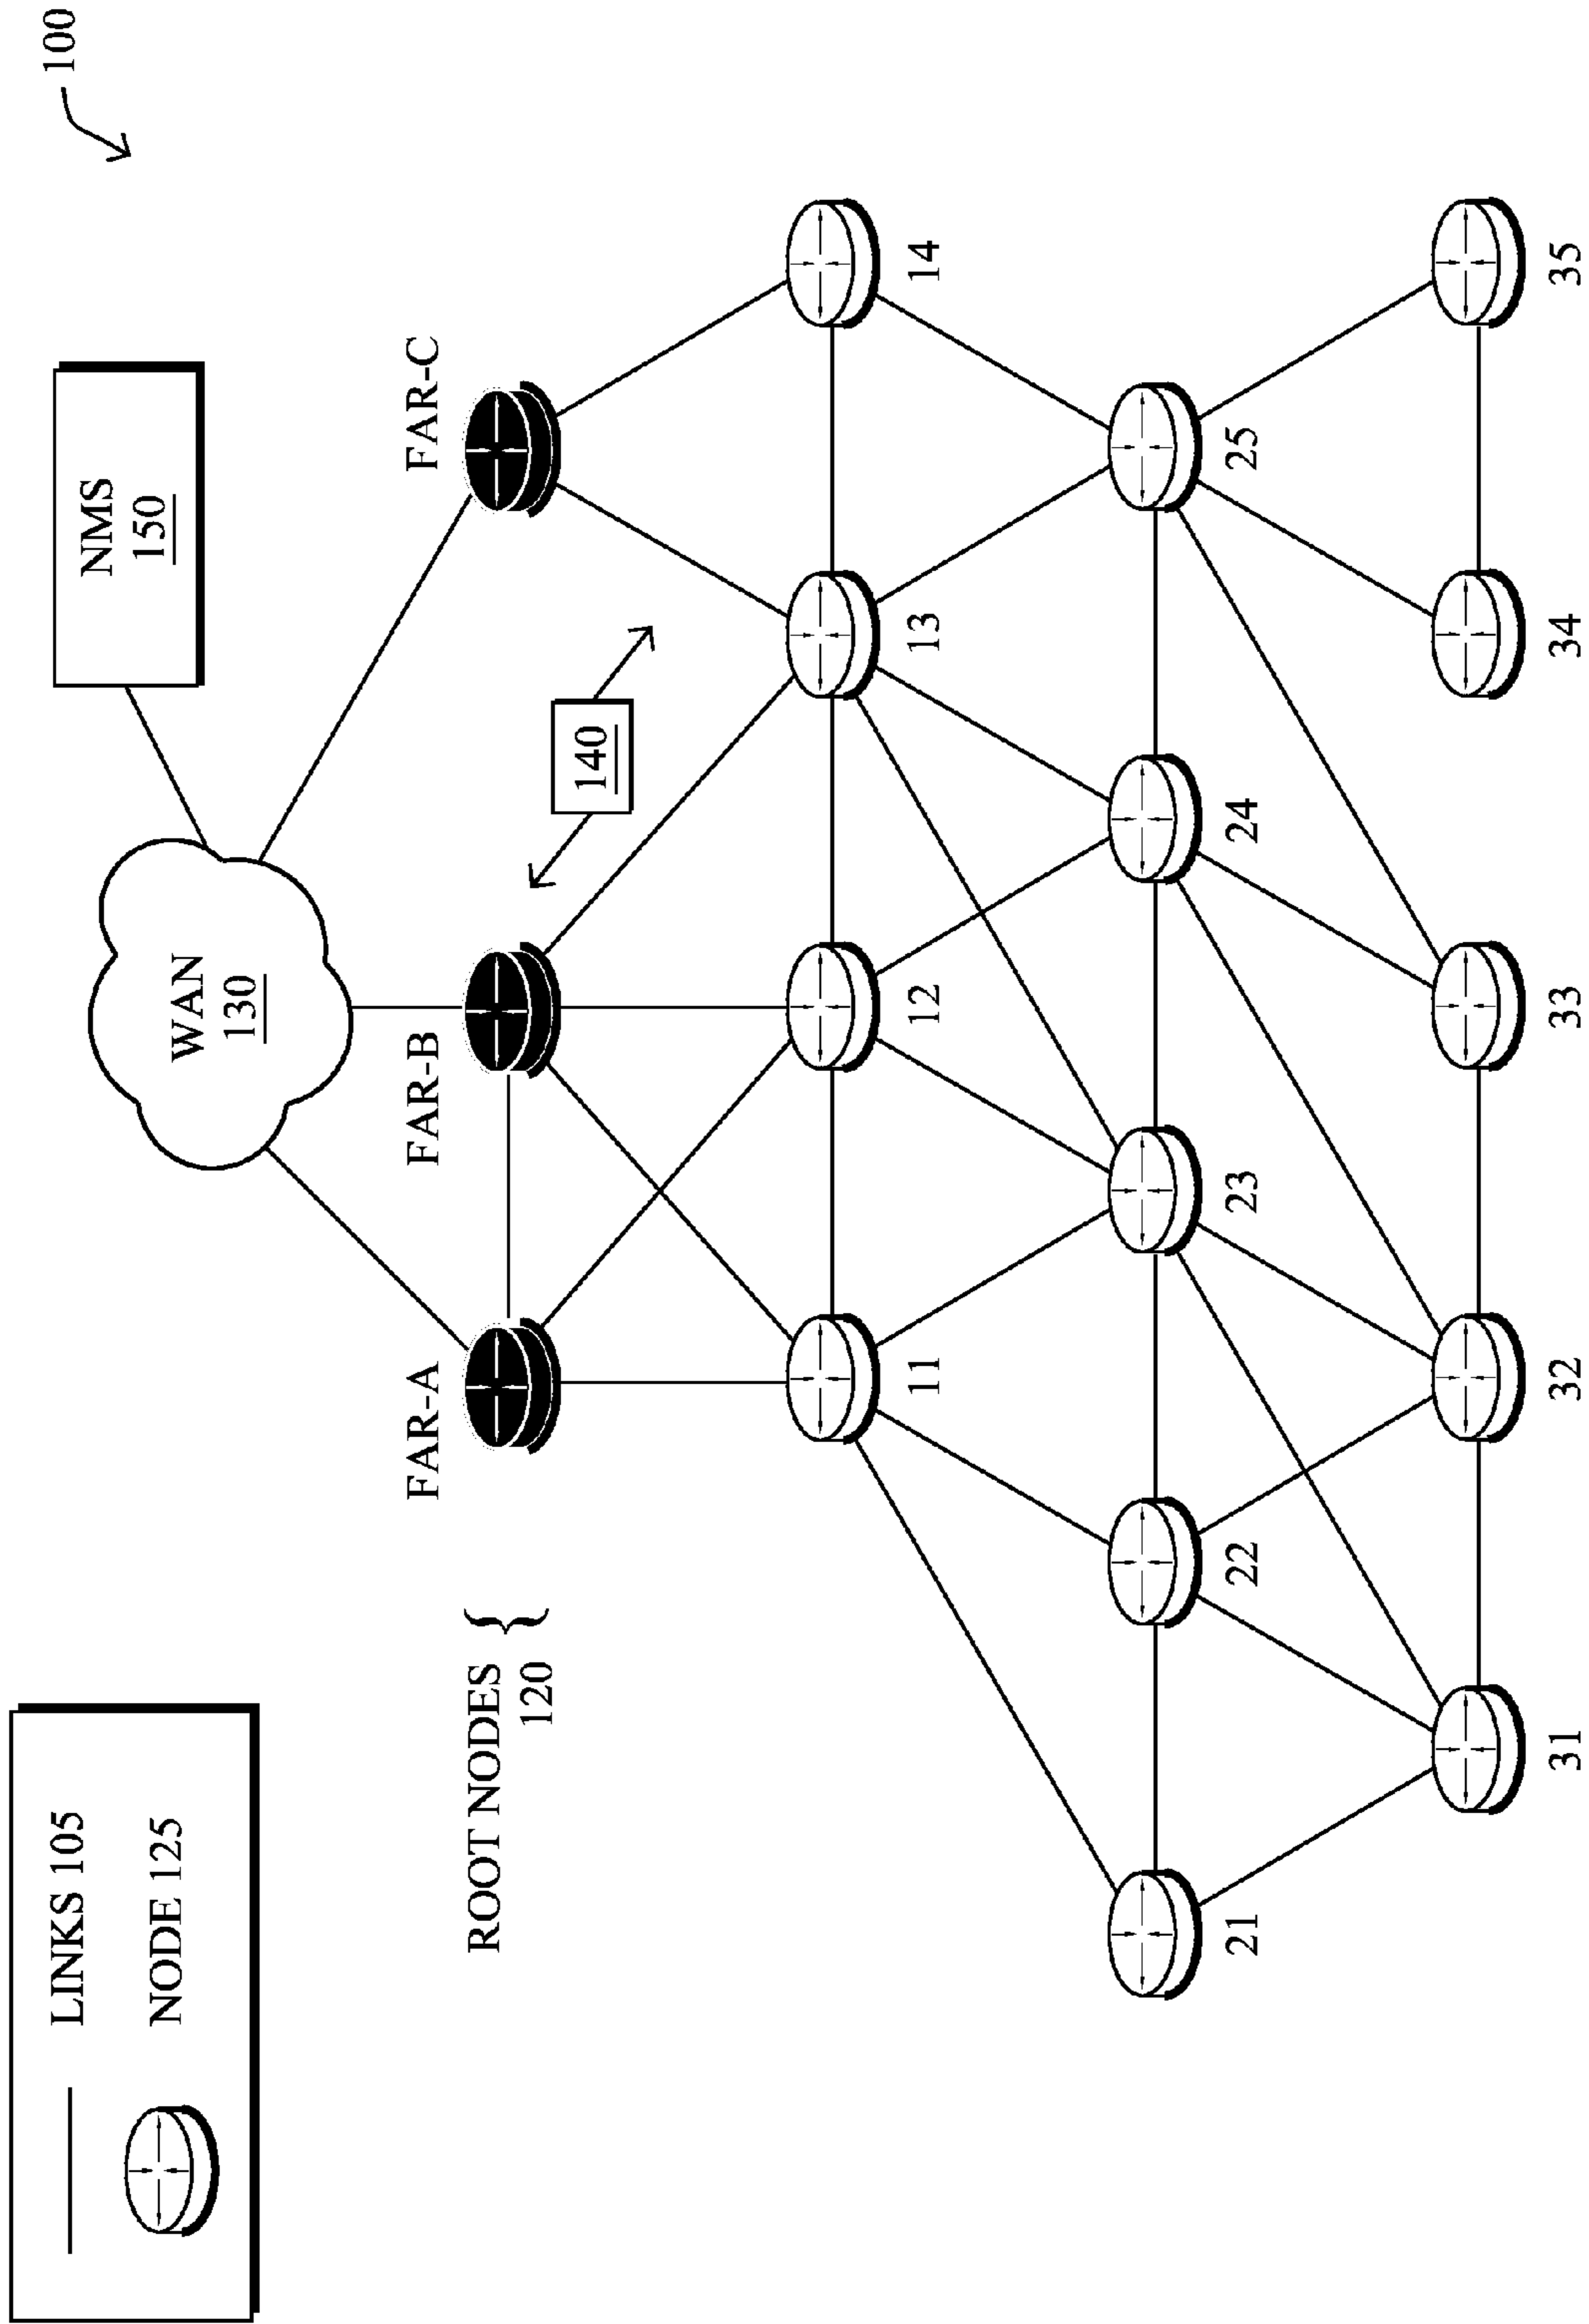 LINKS 105
NODE 125
100
NMS
150
WAN
130
ROOT NODES {
120
FAR-A
FAR-B
FAR-C
140
11
12
13
14
21
22
23
24
25
31
32
33
34
35